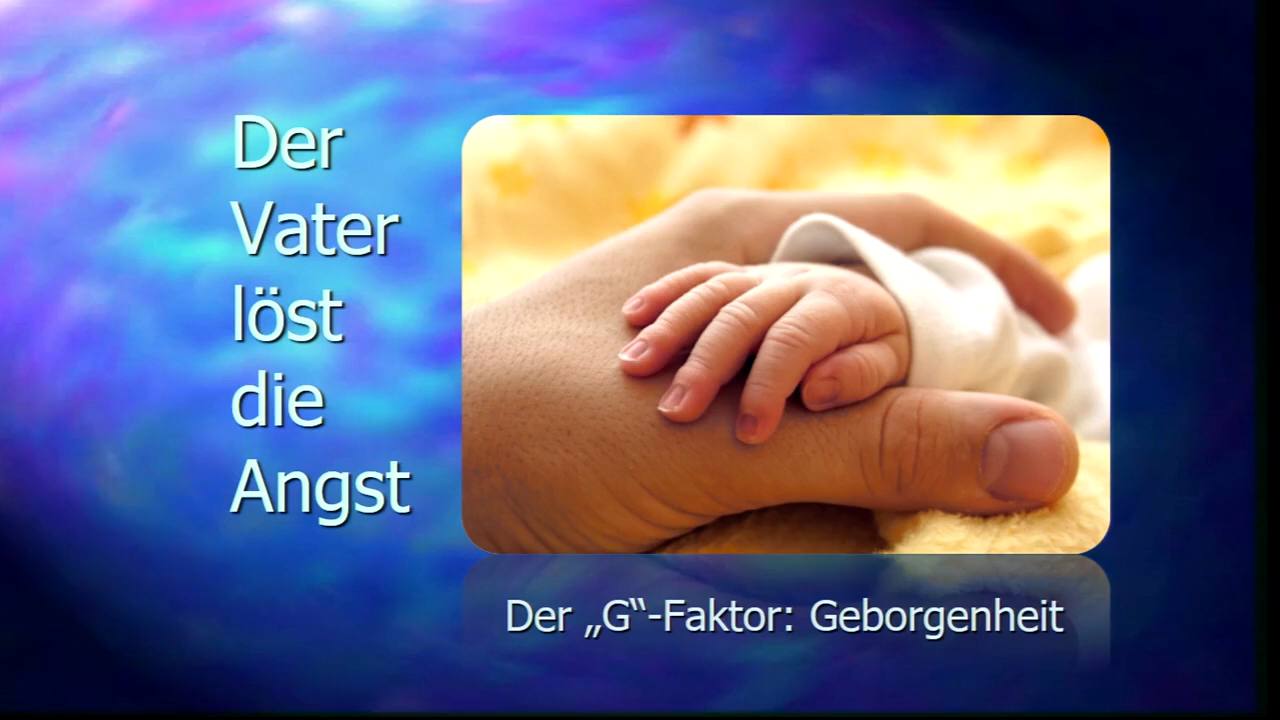 Der
Vater
löst
die
Angst
Der „G“-Faktor: Geborgenheit